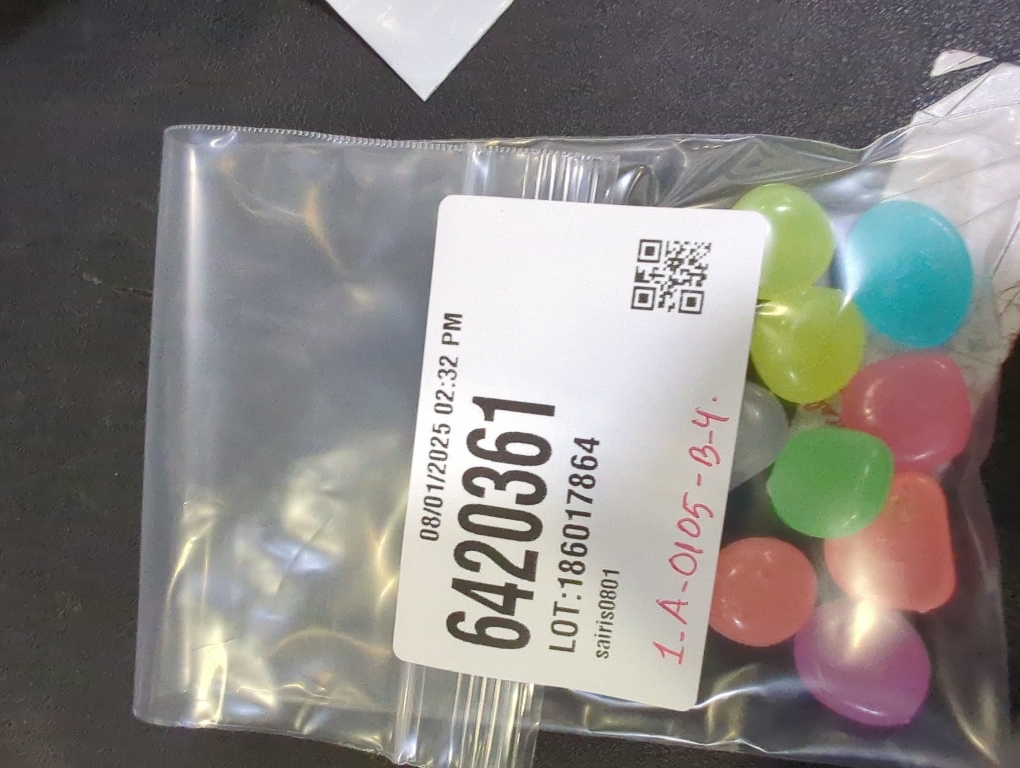 08/01/2025 02:32 PM
6420361
LOT:186017864
sairis0801
1-A-0105-B-4.